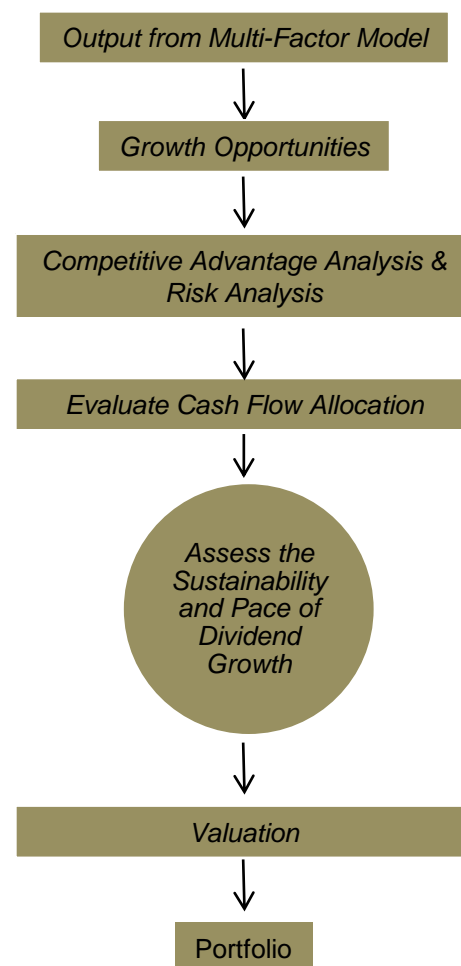 Output from Multi-Factor Model
Growth Opportunities
Competitive Advantage Analysis &
Risk Analysis
Evaluate Cash Flow Allocation
Assess the
Sustainability
and Pace of
Dividend
Growth
Valuation
Portfolio